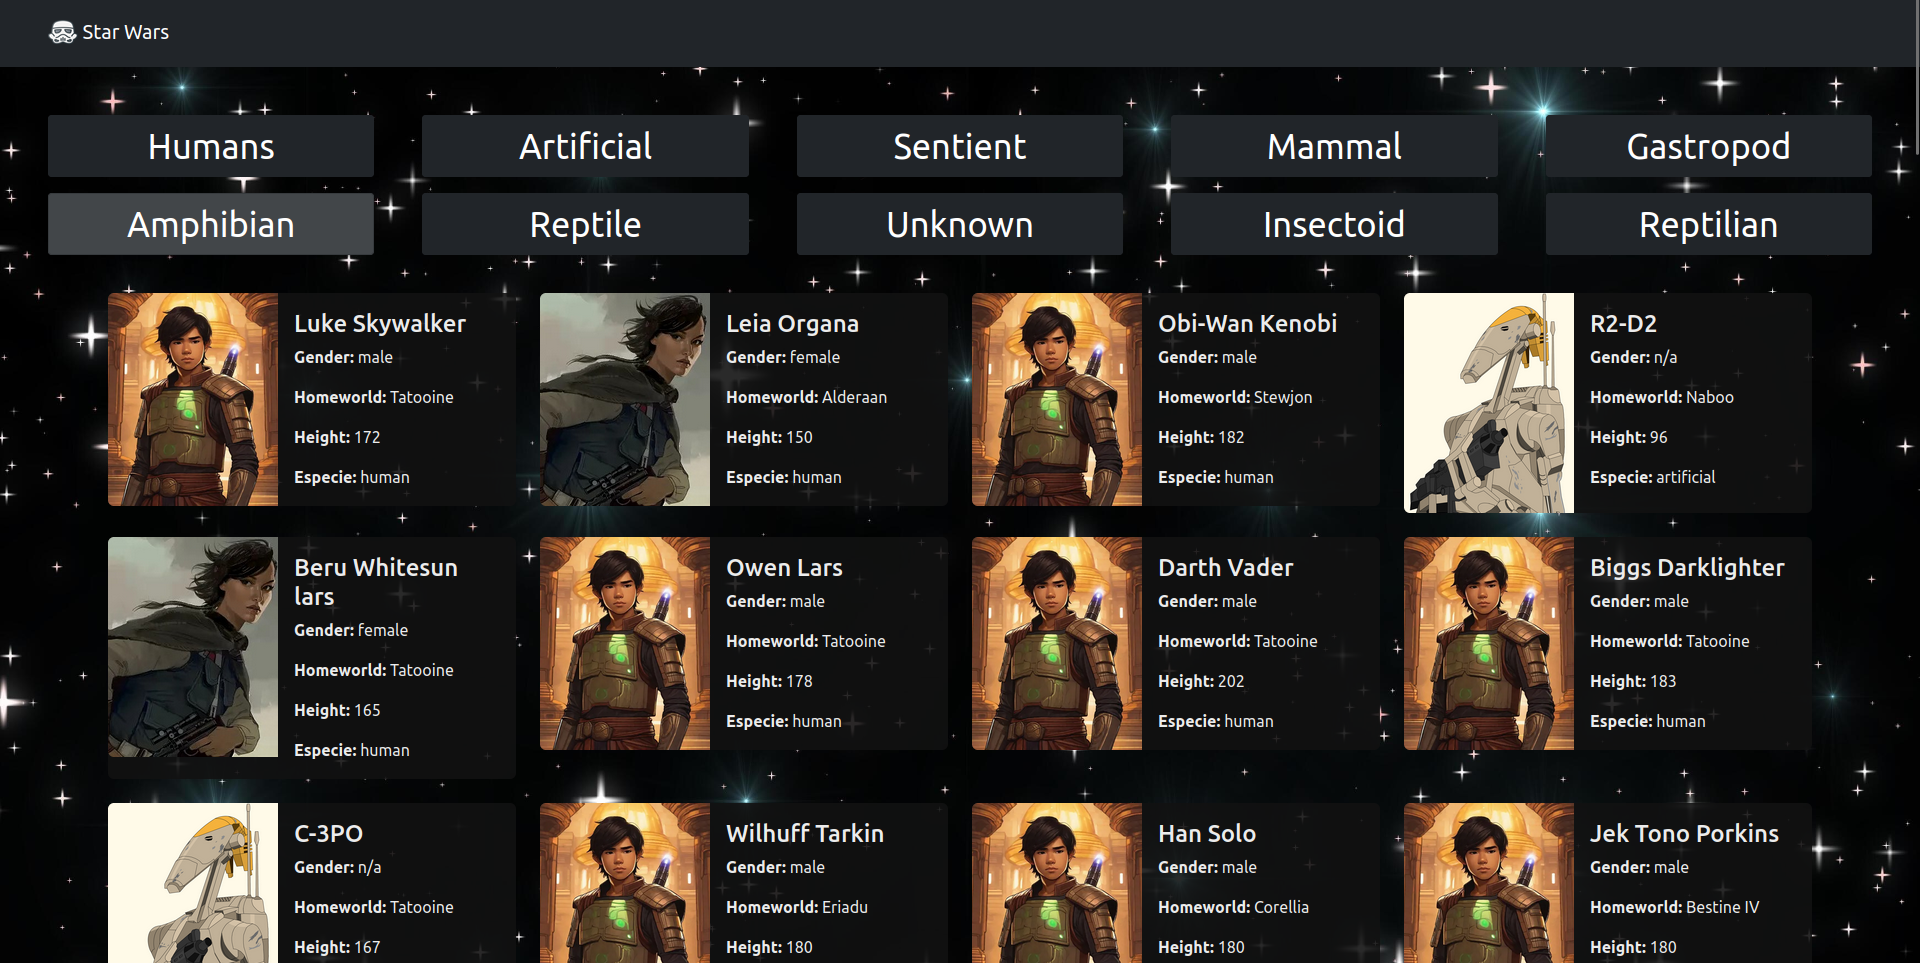 Star Wars
Humans
Artificial
Sentient
Mammal
Gastropod
Amphibian
Reptile
Unknown
Insectoid
Reptilian
Luke Skywalker
Gender: male
Homeworld: Tatooine
Height: 172
Especie: human
Leia Organa
Gender: female
Homeworld: Alderaan
Height: 150
Especie: human
Obi-Wan Kenobi
Gender: male
Homeworld: Stewjon
Height: 182
Especie: human
R2-D2
Gender: n/a
Homeworld: Naboo
Height: 96
Especie: artificial
Beru Whitesun
lars
Gender: female
Homeworld: Tatooine
Height: 165
Especie: human
Owen Lars
Gender: male
Homeworld: Tatooine
Height: 178
Especie: human
Darth Vader
Gender: male
Homeworld: Tatooine
Height: 202
Especie: human
Biggs Darklighter
Gender: male
Homeworld: Tatooine
Height: 183
Especie: human
C-3PO
Gender: n/a
Homeworld: Tatooine
Height: 167
Wilhuff Tarkin
Gender: male
Homeworld: Eriadu
Height: 180
Han Solo
Gender: male
Homeworld: Corellia
Height: 180
Jek Tono Porkins
Gender: male
Homeworld: Bestine IV
Height: 180